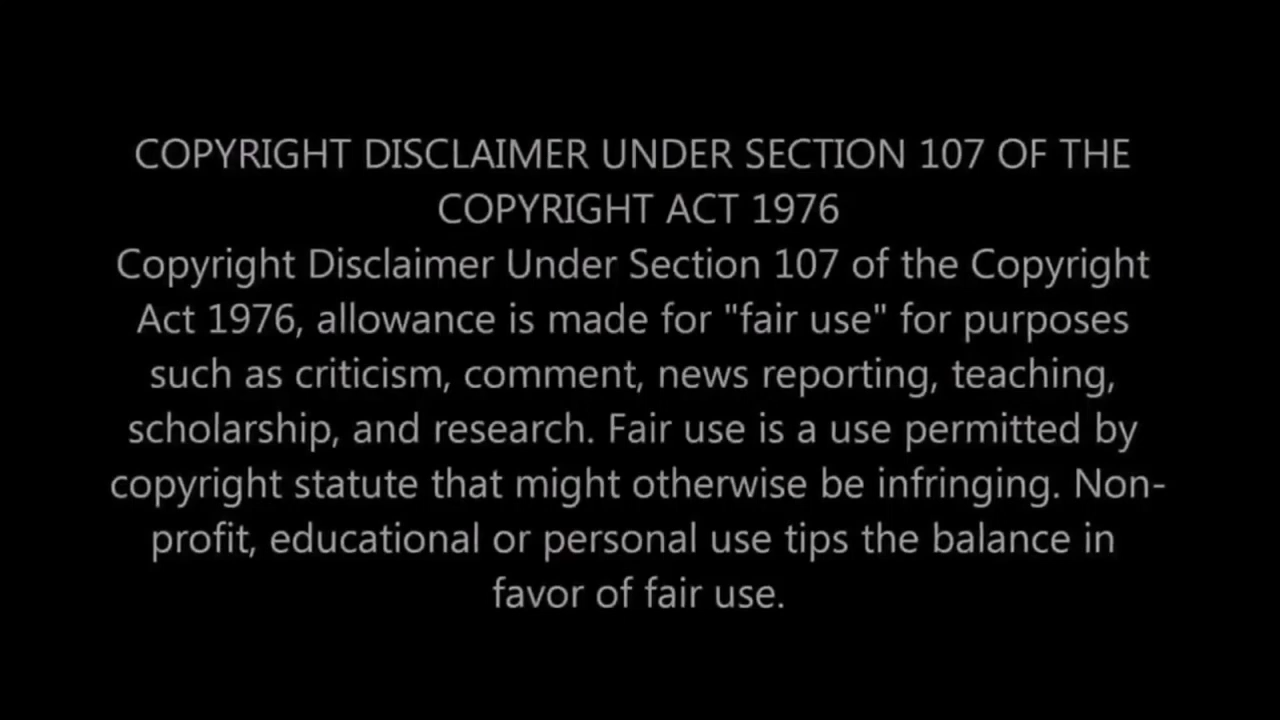 COPYRIGHT DISCLAIMER UNDER SECTION 107 OF THE
COPYRIGHT ACT 1976
Copyright Disclaimer Under Section 107 of the Copyright
Act 1976, allowance is made for "fair use" for purposes
such as criticism, comment, news reporting, teaching,
scholarship, and research. Fair use is a use permitted by
copyright statute that might otherwise be infringing. Non-
profit, educational or personal use tips the balance in
favor of fair use.